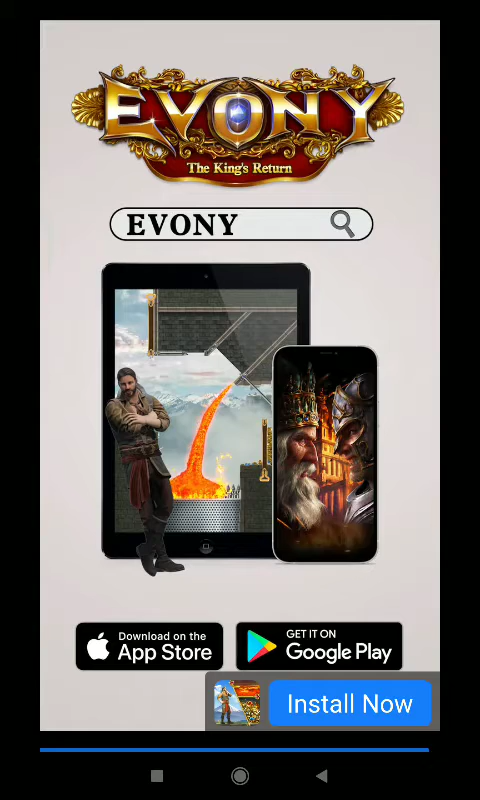 EVONY
The King's Return
EVONY
Download on the
App Store
GET IT ON
Google Play
Install Now